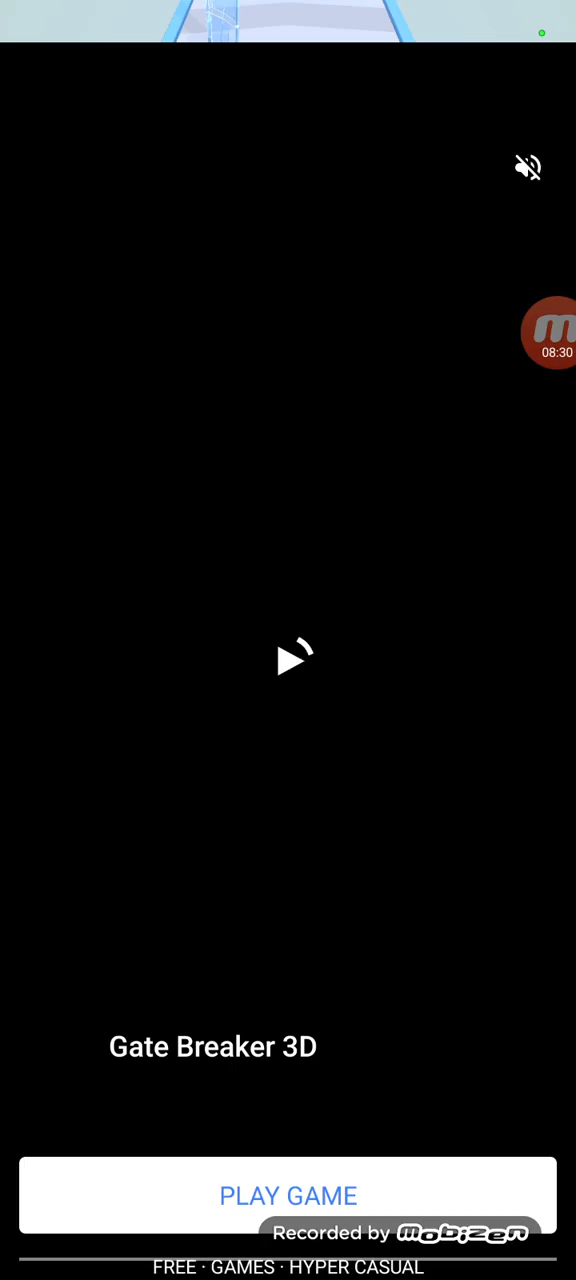 m
08:30
Gate Breaker 3D
PLAY GAME
Recorded by mobizen
FREE · GAMES · HYPER CASUAL